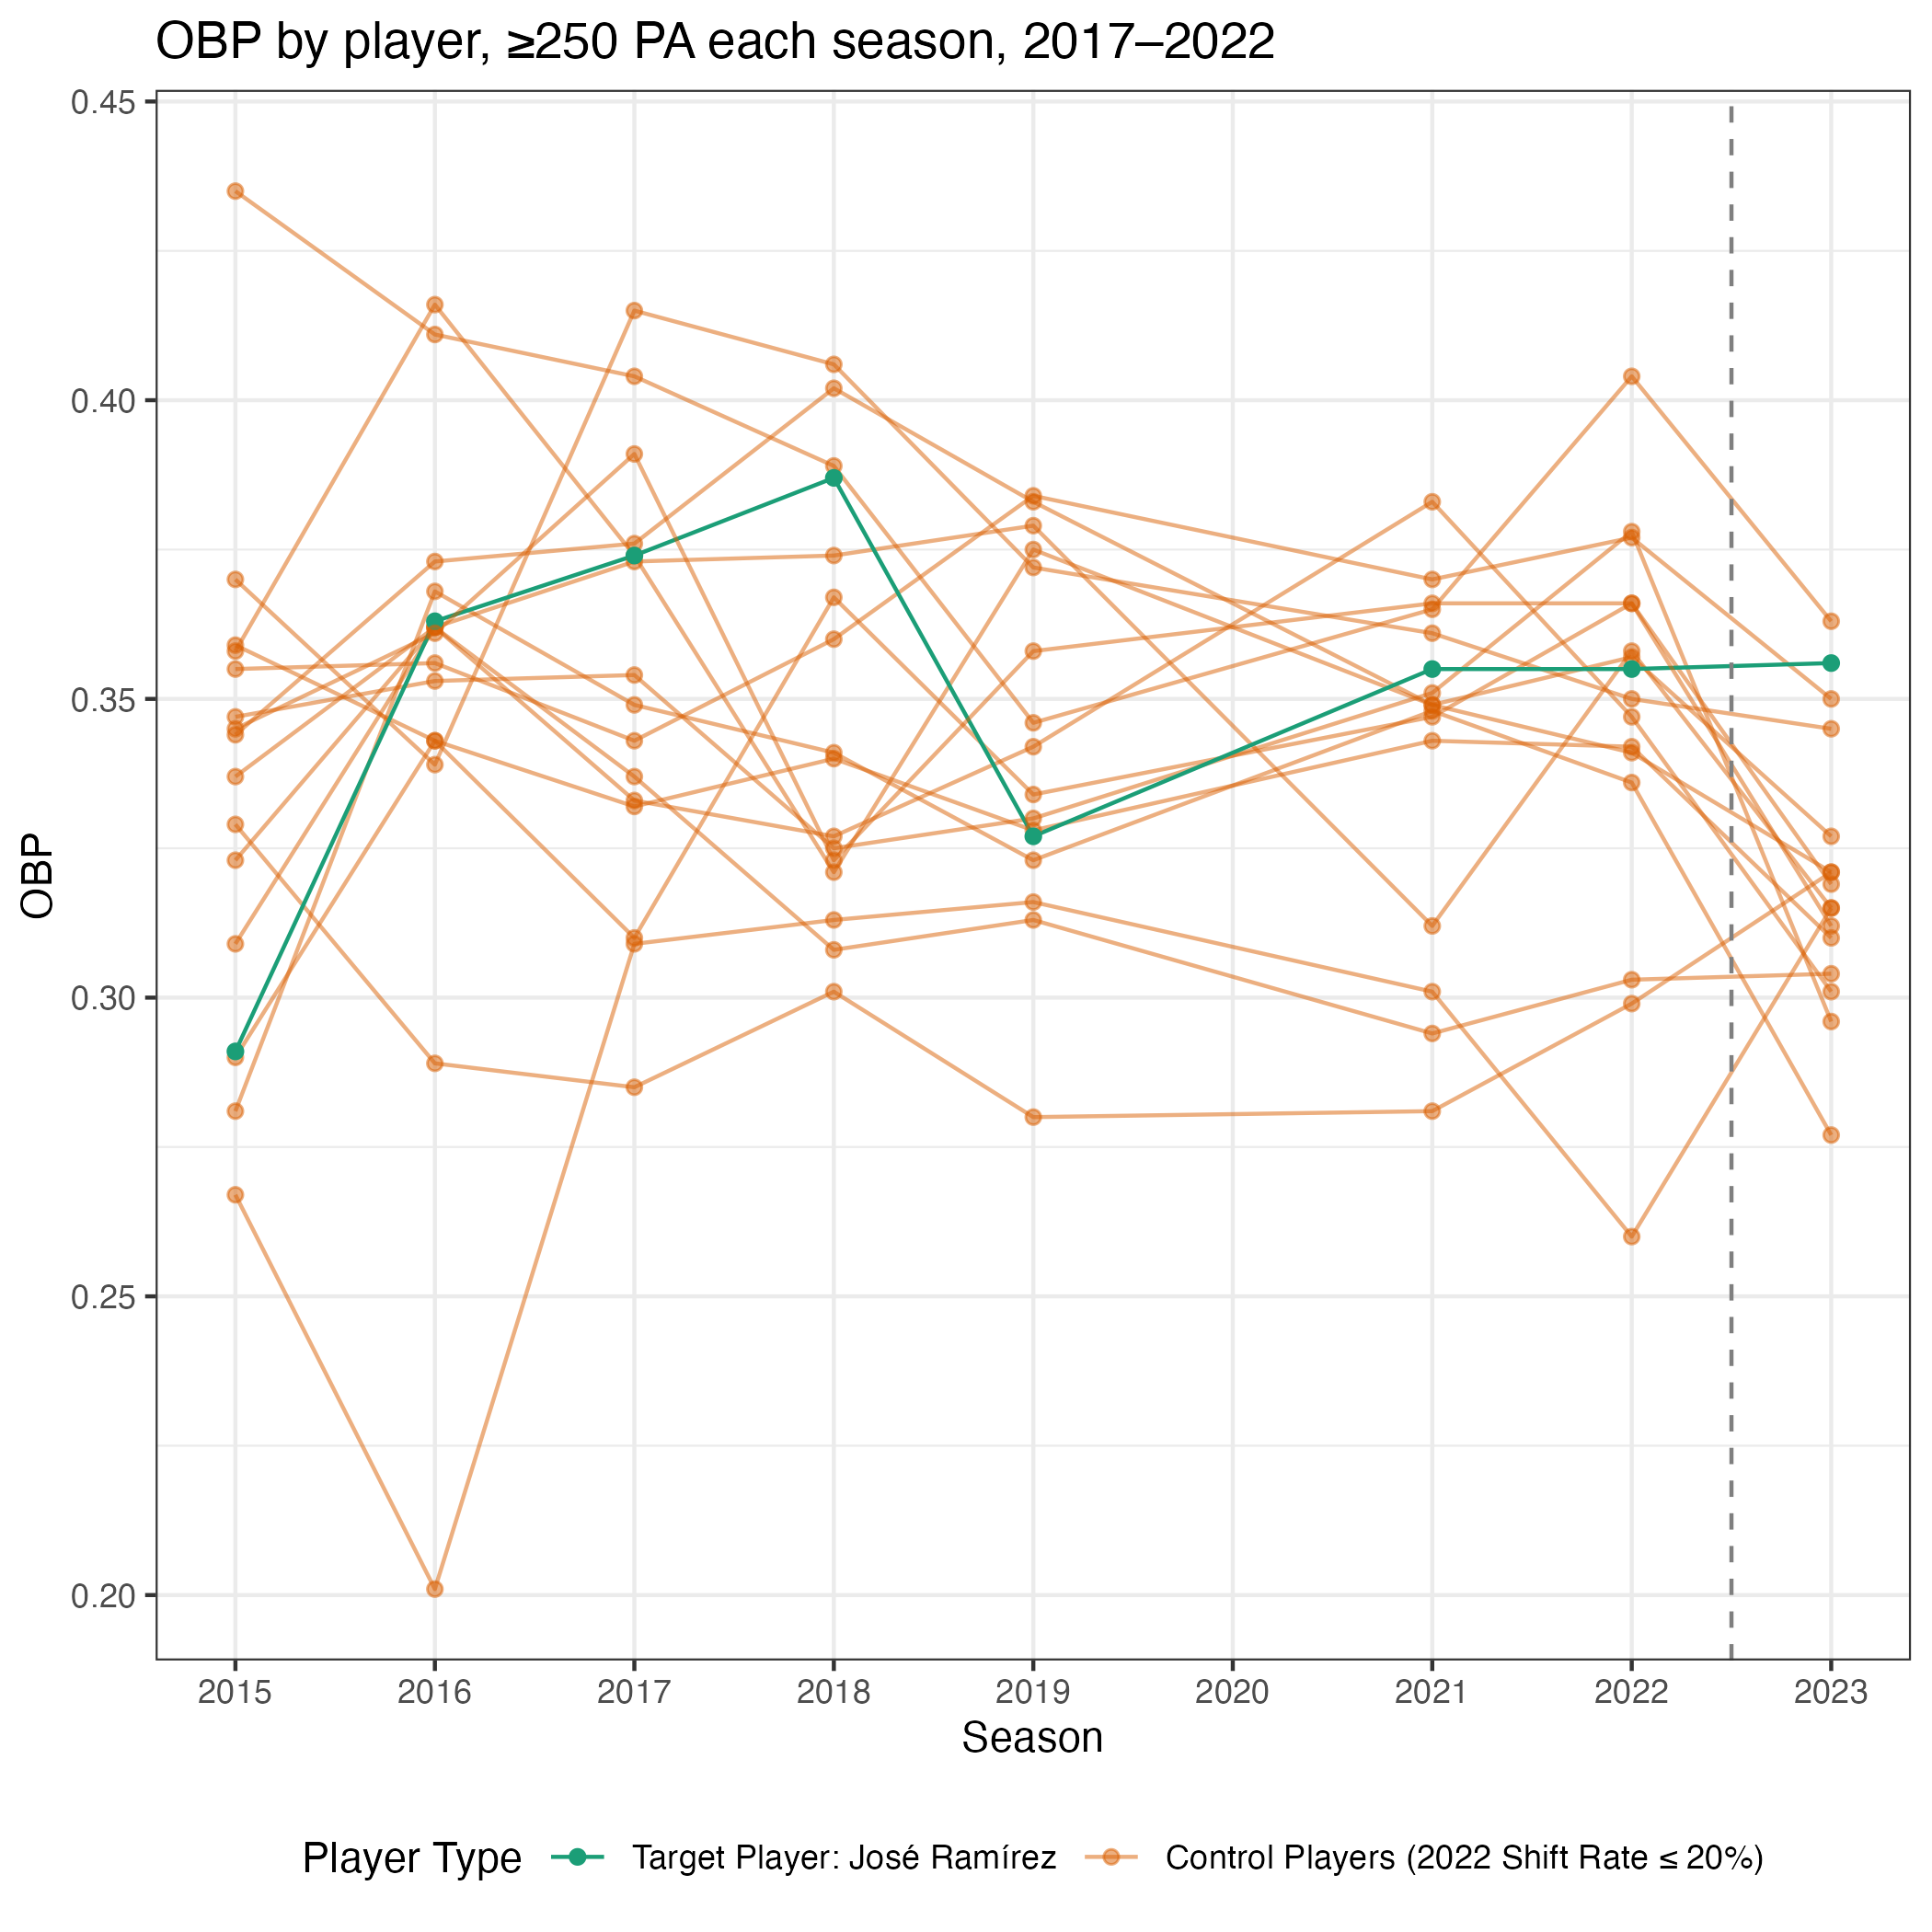 OBP by player, ≥250 PA each season, 2017–2022
OBP
0.45
0.40
0.35
0.30
0.25
0.20
2015 2016 2017 2018 2019 2020 2021 2022 2023
Season
Player Type Target Player: José Ramírez Control Players (2022 Shift Rate ≤ 20%)